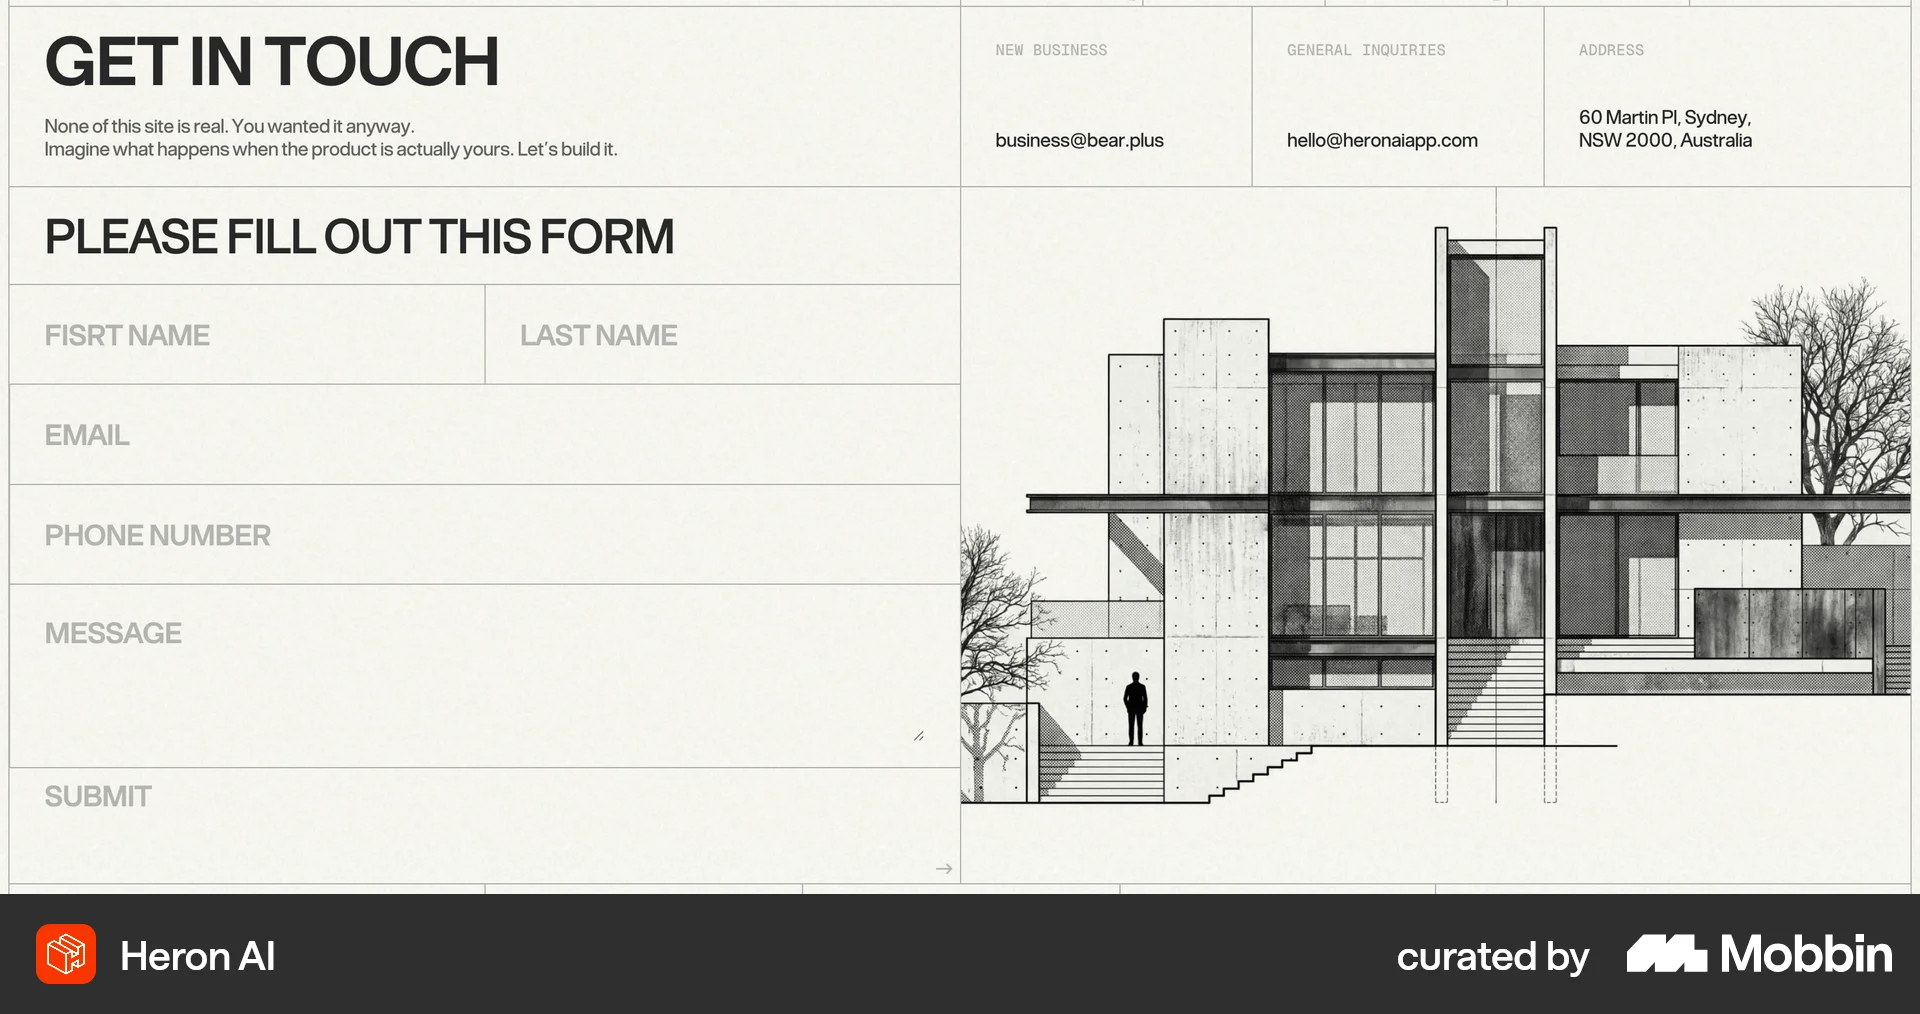 GET IN TOUCH
None of this site is real. You wanted it anyway.
Imagine what happens when the product is actually yours. Let's build it.
NEW BUSINESS
business@bear.plus
GENERAL INQUIRIES
hello@heronaiapp.com
ADDRESS
60 Martin Pl, Sydney,
NSW 2000, Australia
PLEASE FILL OUT THIS FORM
FISRT NAME
LAST NAME
EMAIL
PHONE NUMBER
MESSAGE
SUBMIT
Heron AI
curated by
Mobbin